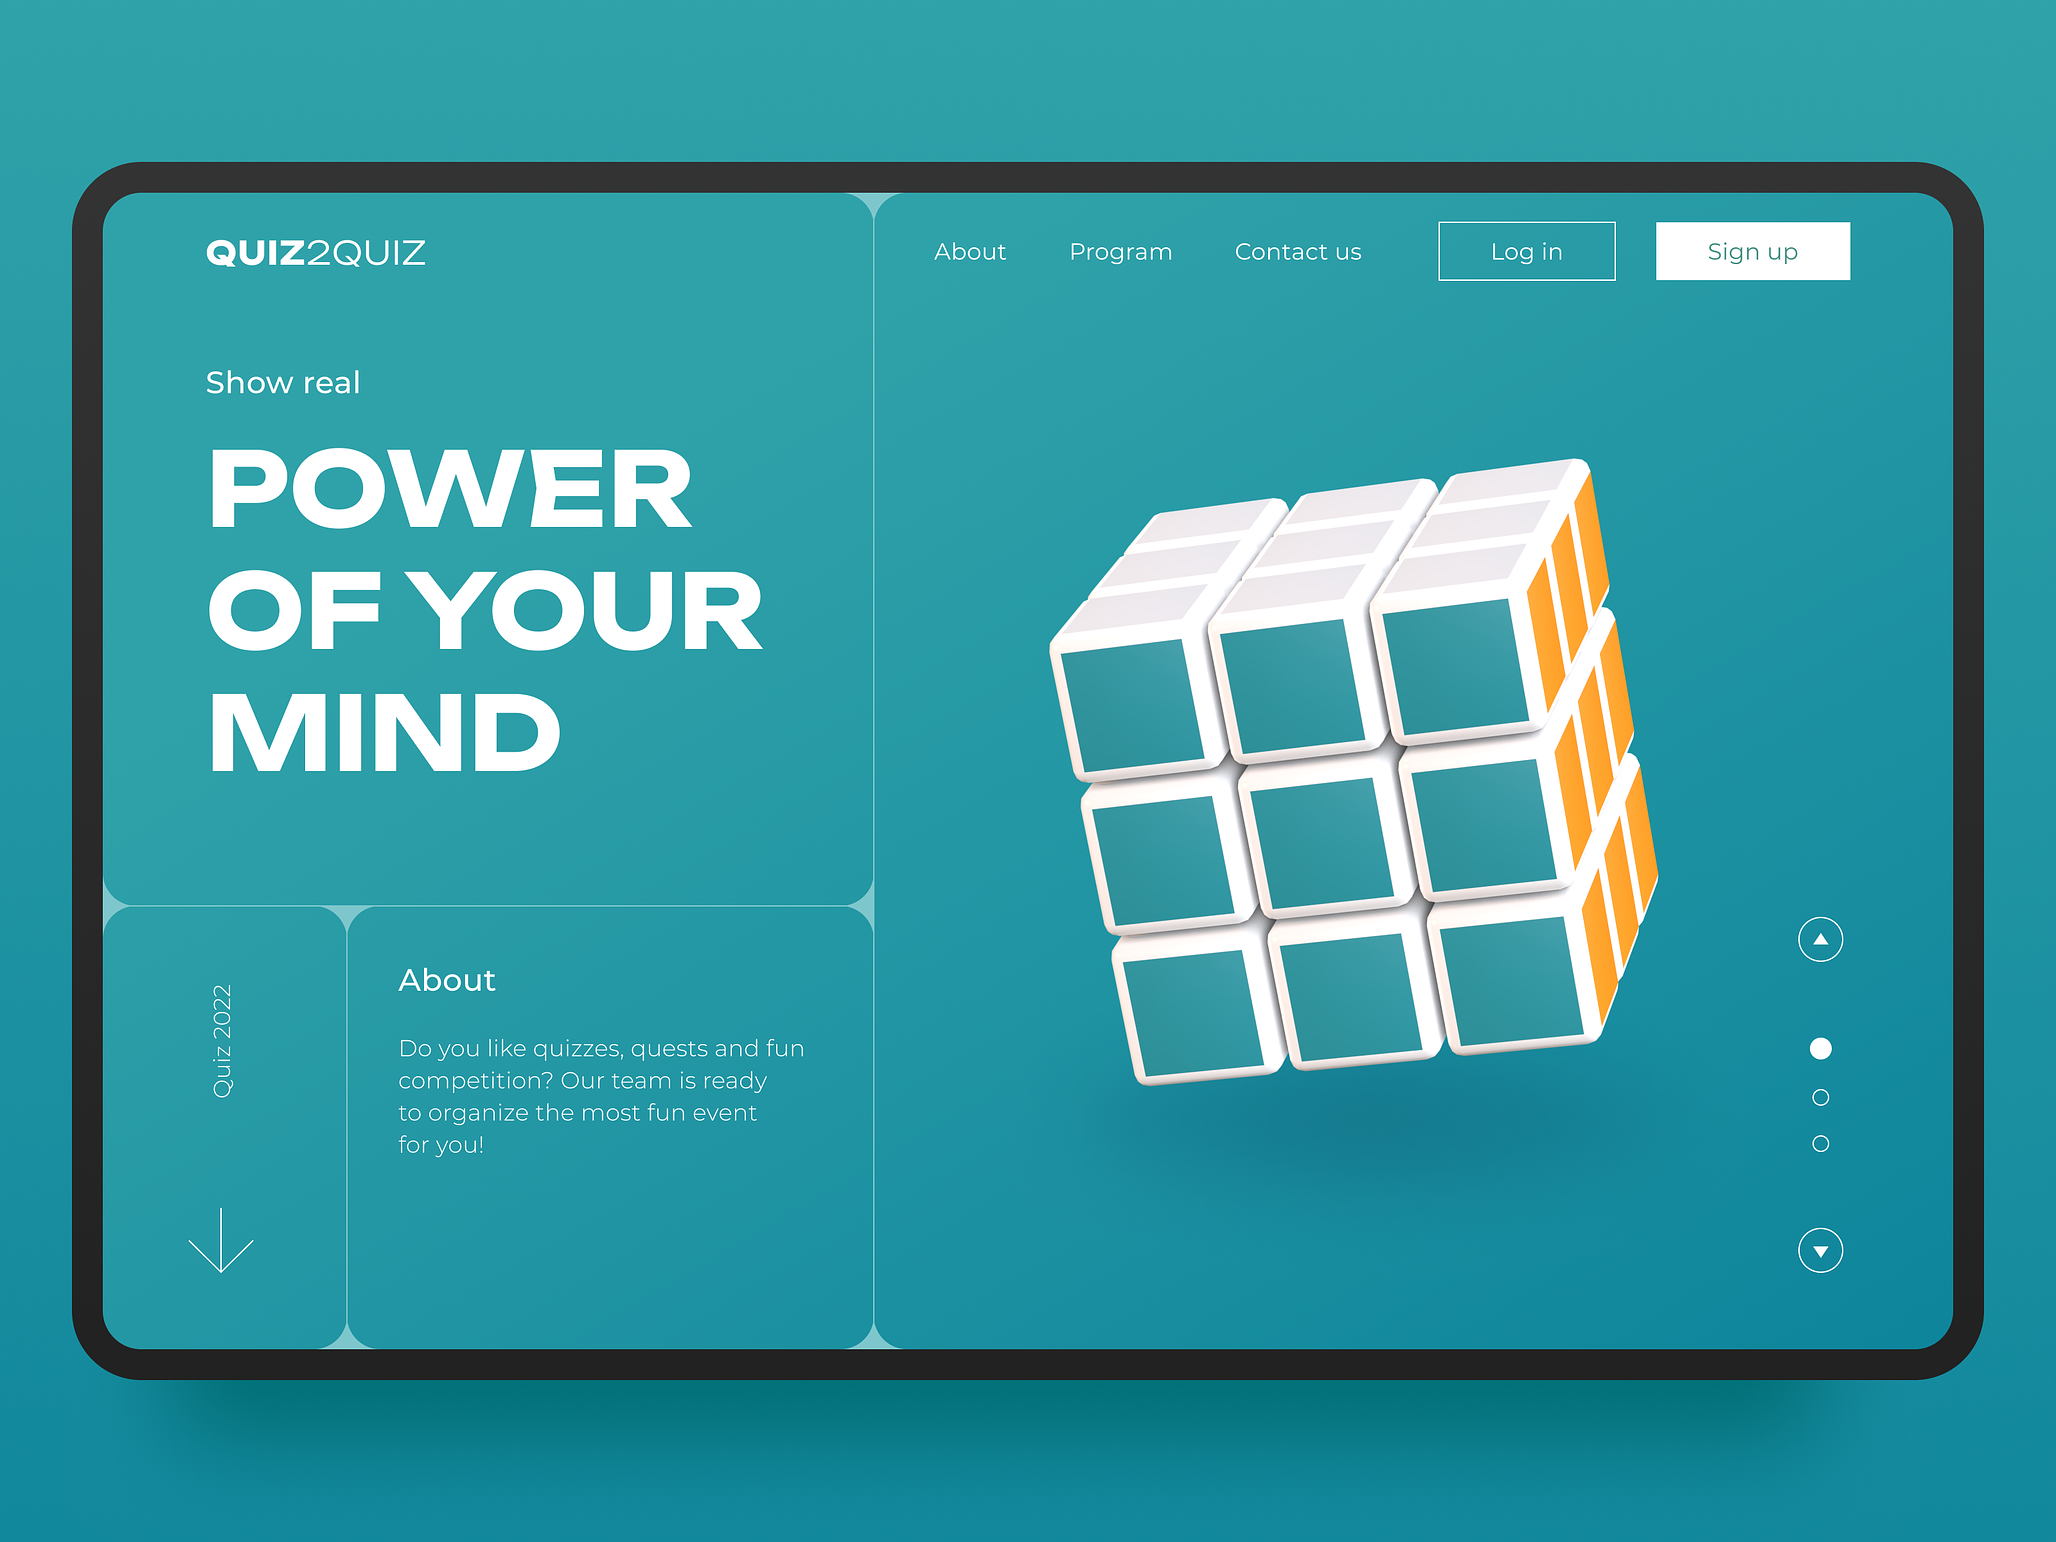 QUIZ2QUIZ
About
Program
Contact us
Log in
Sign up
Show real
POWER
OF YOUR
MIND
Quiz 2022
About
Do you like quizzes, quests and fun
competition? Our team is ready
to organize the most fun event
for you!